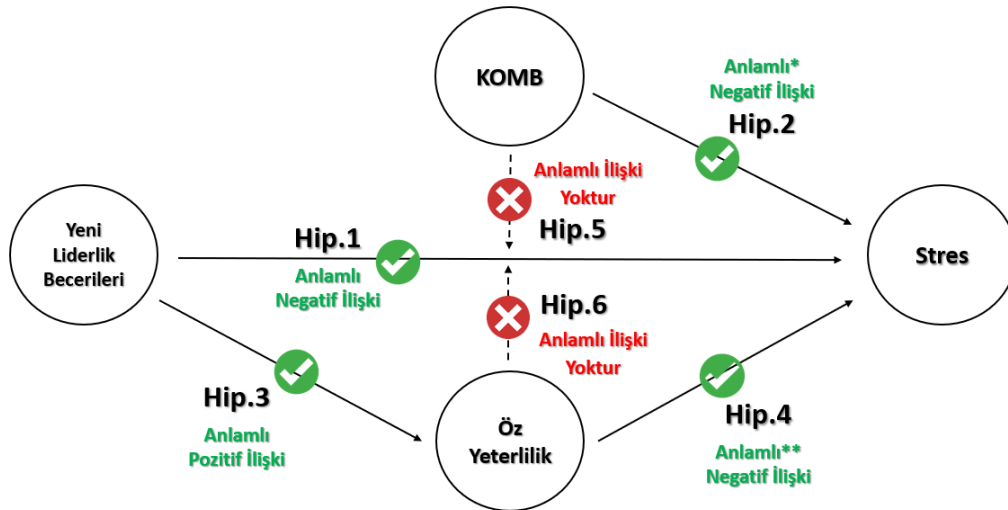 KOMB
Anlamlı*
Negatif İlişki
Hip.2
Anlamlı İlişki
Yoktur
Hip.5
Yeni
Liderlik
Becerileri
Hip.1
Anlamlı
Negatif İlişki
Stres
Hip.6
Anlamlı İlişki
Yoktur
Hip.3
Anlamlı
Pozitif İlişki
Öz
Yeterlilik
Hip.4
Anlamlı**
Negatif İlişki